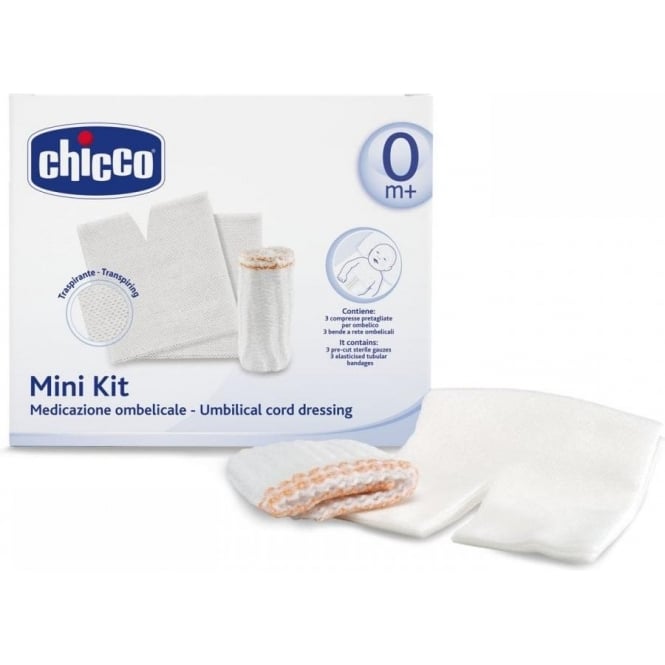 chicco
0
m+
Traspirante - Transpiring
Contiene:
3 compresse pretagliate
per ombelico
3 bende a rete ombelicali
It contains:
3 pre-cut sterile gauzes
3 elasticised tubular
bandages
Mini Kit
Medicazione ombelicale - Umbilical cord dressing